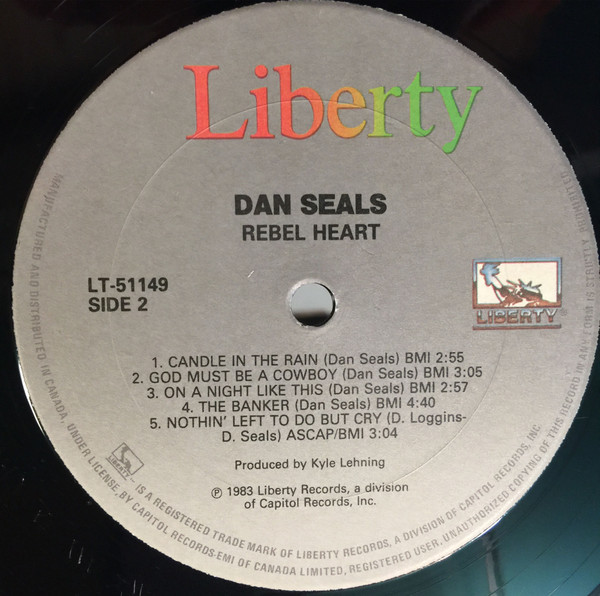 Liberty
DAN SEALS
REBEL HEART
LT-51149
SIDE 2
LIBERTY®
1. CANDLE IN THE RAIN (Dan Seals) BMI 2:55
2. GOD MUST BE A COWBOY (Dan Seals) BMI 3:05
3. ON A NIGHT LIKE THIS (Dan Seals) BMI 2:57
4. THE BANKER (Dan Seals) BMI 4:40
5. NOTHIN' LEFT TO DO BUT CRY (D. Loggins-
D. Seals) ASCAP/BMI 3:04
Produced by Kyle Lehning
℗ 1983 Liberty Records, a division
of Capitol Records, Inc.
MANUFACTURED AND DISTRIBUTED IN CANADA, UNDER LICENSE, BY CAPITOL RECORDS-EMI OF CANADA LIMITED, REGISTERED USER. UNAUTHORIZED COPYING OF THIS RECORD IN ANY FORM IS
LIBERTY IS A REGISTERED TRADE MARK OF LIBERTY RECORDS, A DIVISION OF CAPITOL RECORDS, INC.